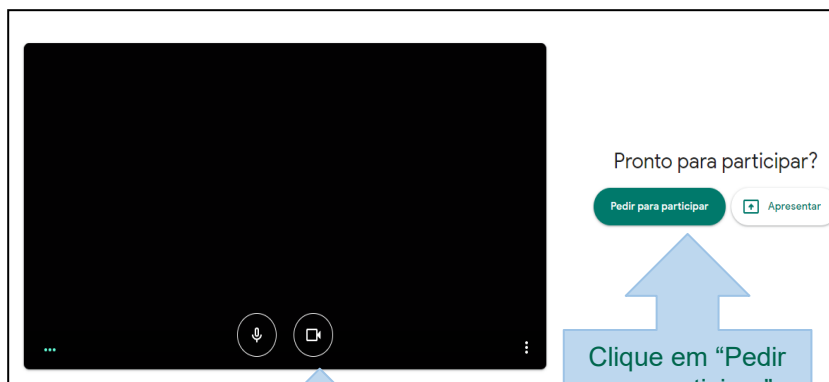 Pronto para participar?
Pedir para participar
Apresentar
Clique em “Pedir